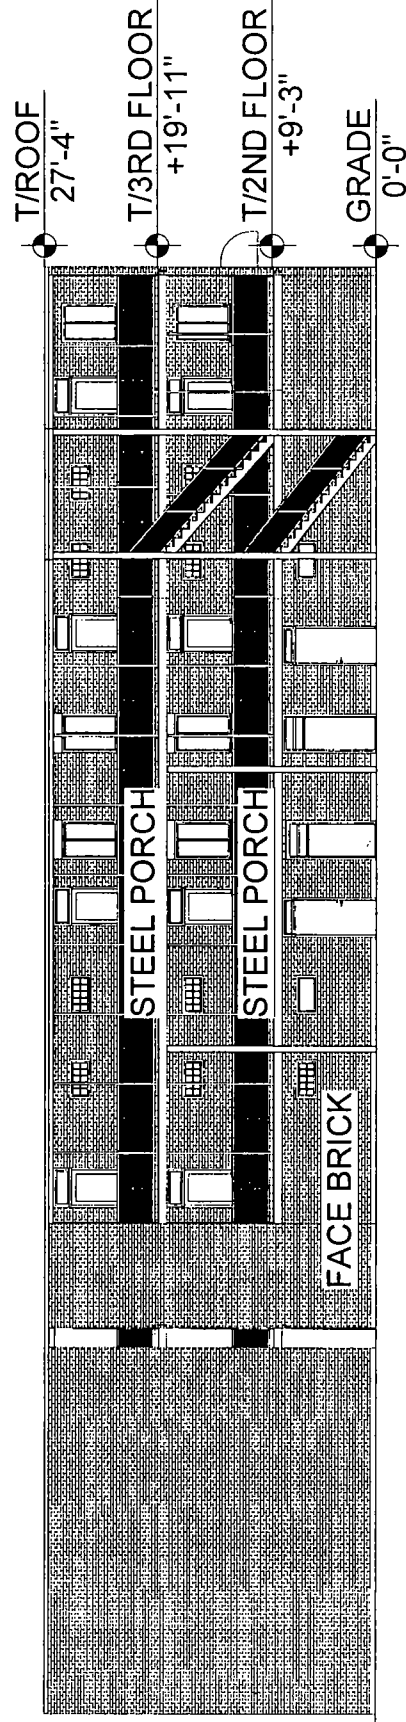 T/ROOF
27'-4"
T/3RD FLOOR
+19'-11"
T/2ND FLOOR
+9'-3"
GRADE
0'-0"
STEEL PORCH
STEEL PORCH
FACE BRICK